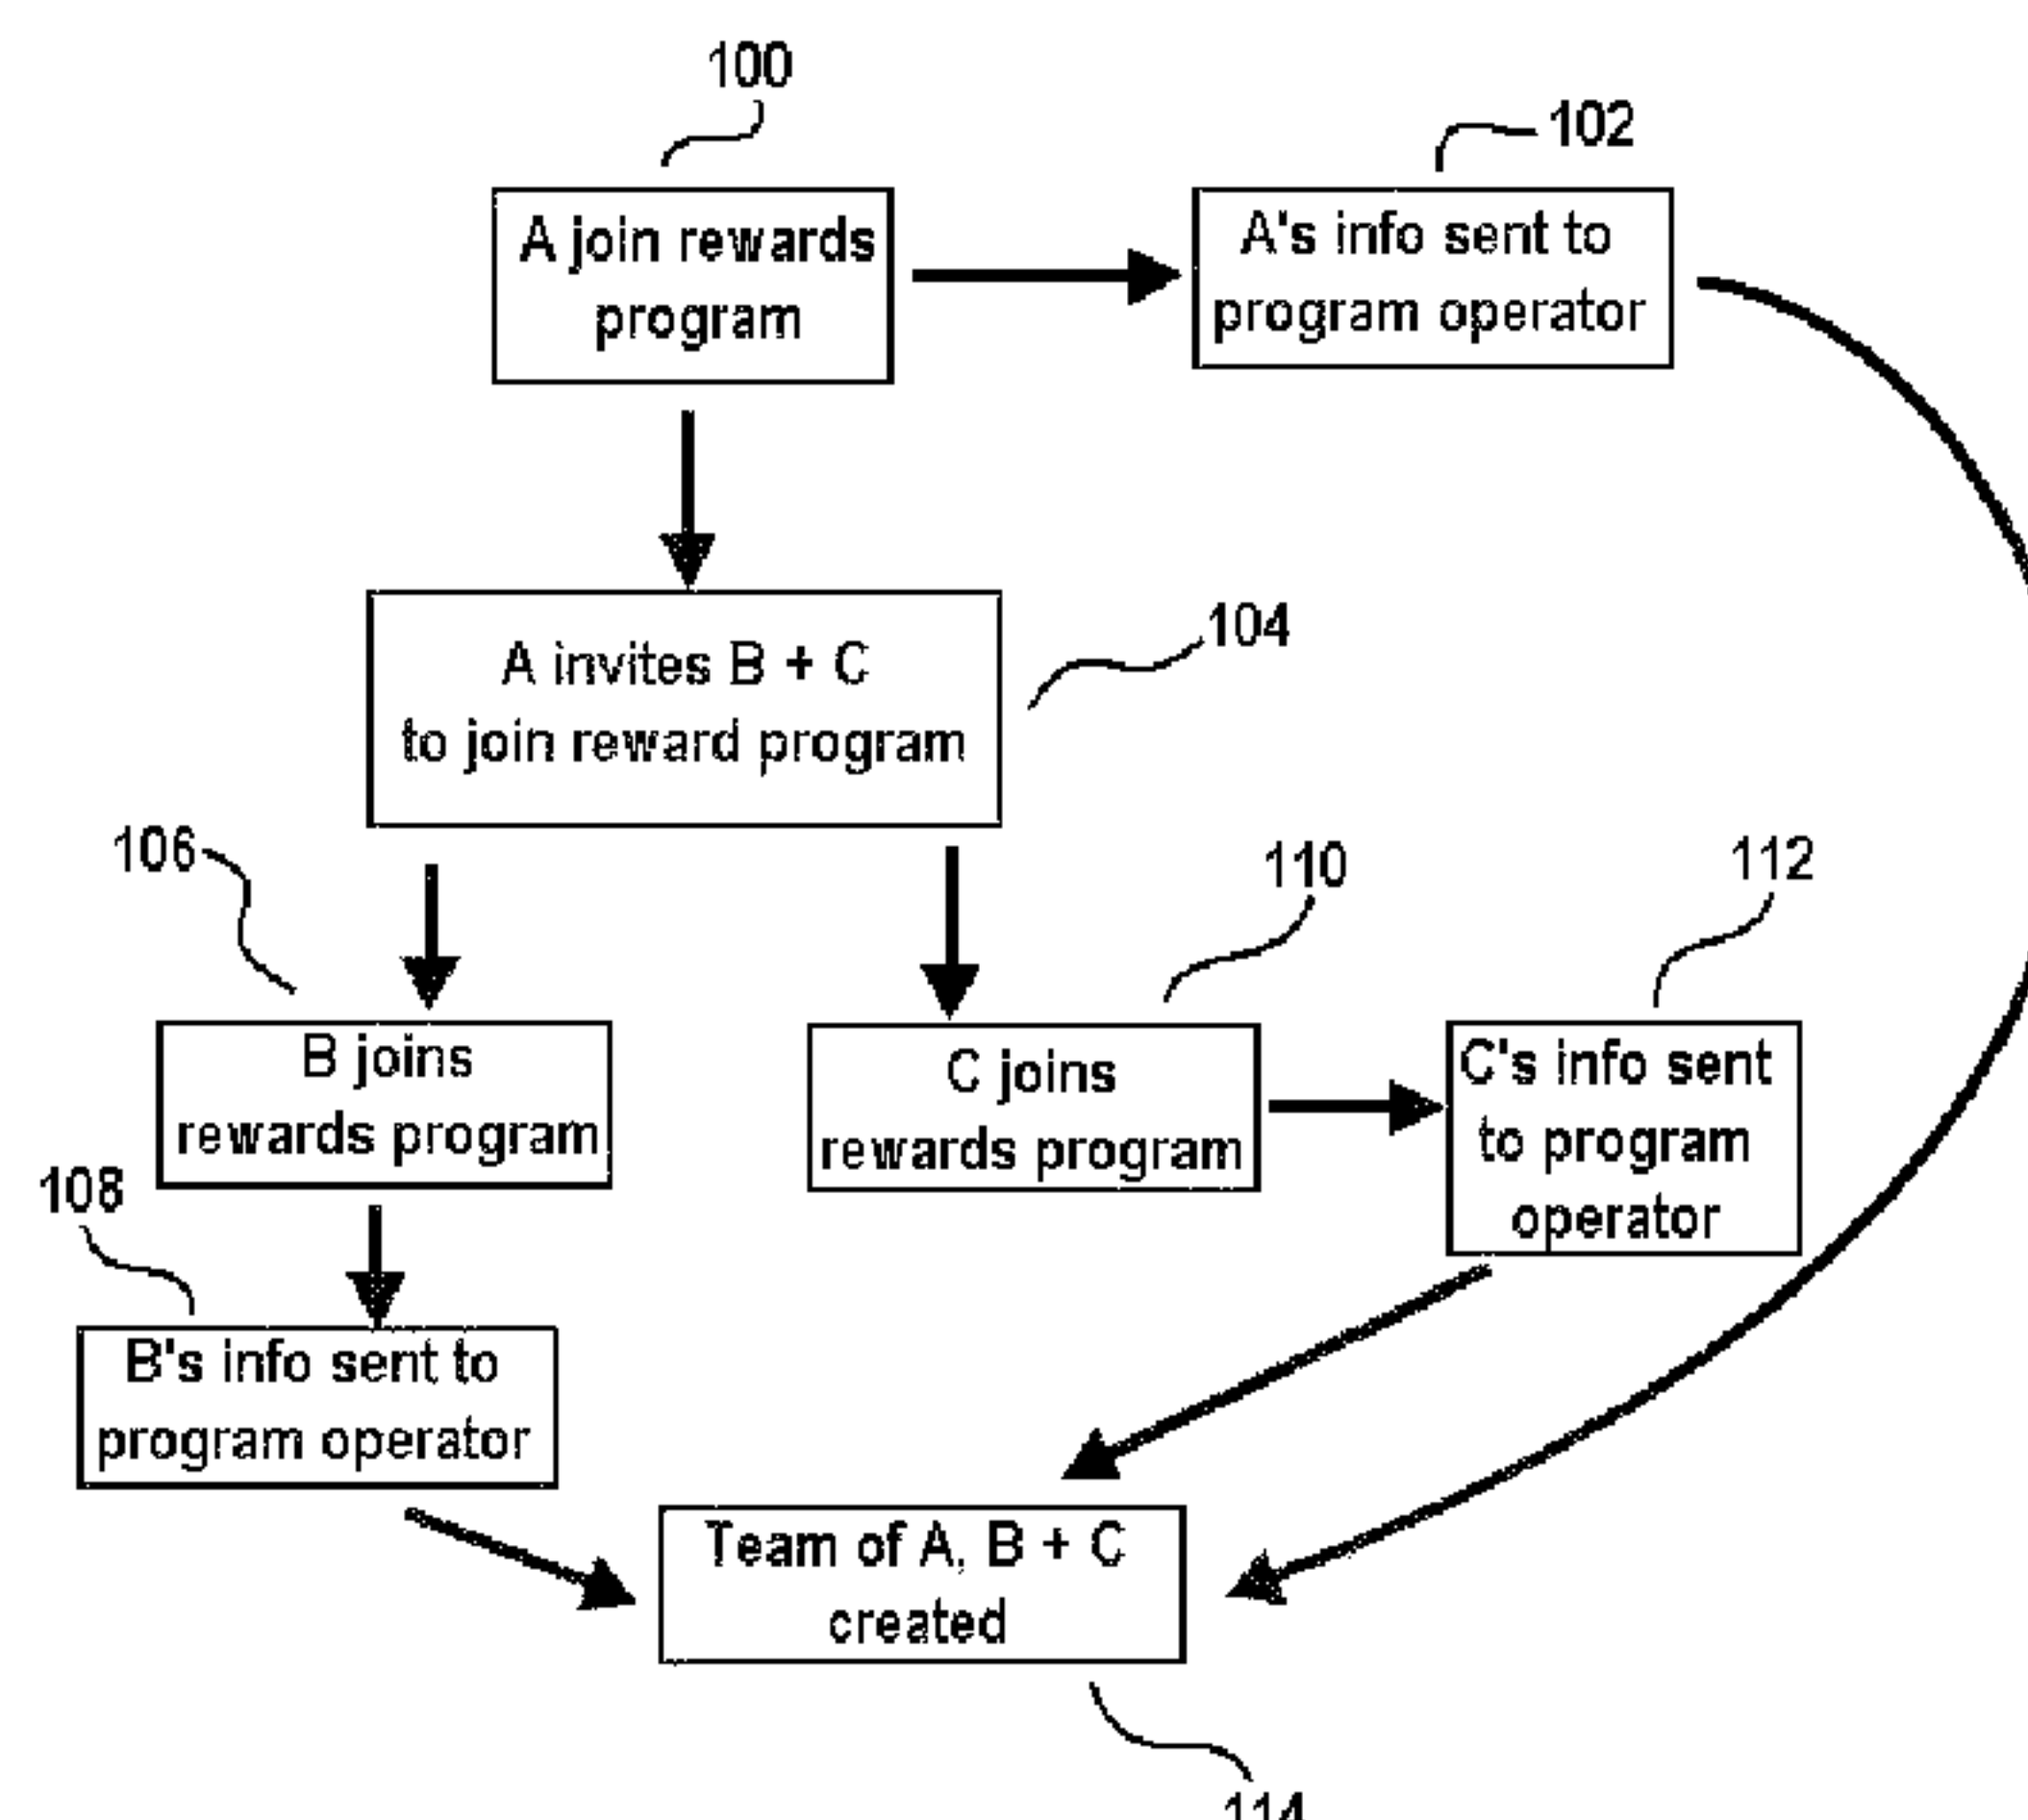 100
102
A join rewards
program
A's info sent to
program operator
A invites B + C
to join reward program
104
106
110
112
B joins
rewards program
C joins
rewards program
C's info sent
to program
operator
108
B's info sent to
program operator
Team of A, B + C
created
114